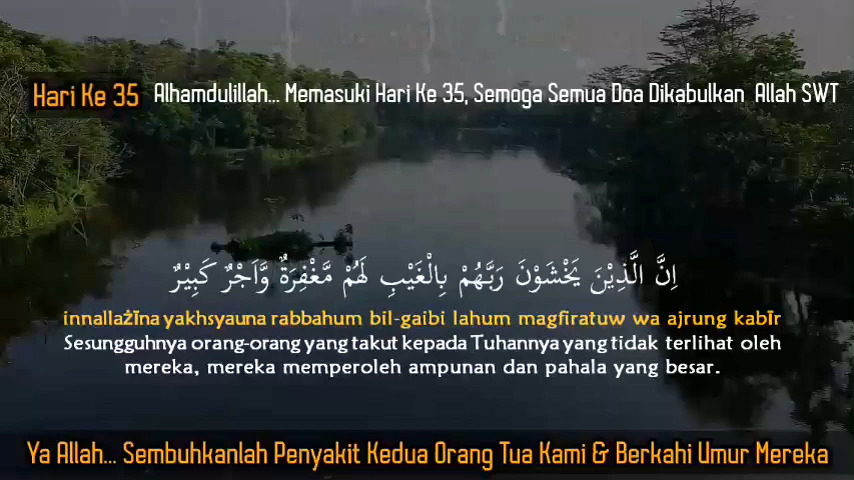 Hari Ke 35 Alhamdulillah... Memasuki Hari Ke 35, Semoga Semua Doa Dikabulkan Allah SWT
اِنَّ الَّذِيْنَ يَخْشَوْنَ رَبَّهُمْ بِالْغَيْبِ لَهُمْ مَّغْفِرَةٌ وَّاَجْرٌ كَبِيْرٌ
innallażīna yakhsyauna rabbahum bil-gaibi lahum magfiratuw wa ajrung kabīr
Sesungguhnya orang-orang yang takut kepada Tuhannya yang tidak terlihat oleh
mereka, mereka memperoleh ampunan dan pahala yang besar.
Ya Allah... Sembuhkanlah Penyakit Kedua Orang Tua Kami & Berkahi Umur Mereka